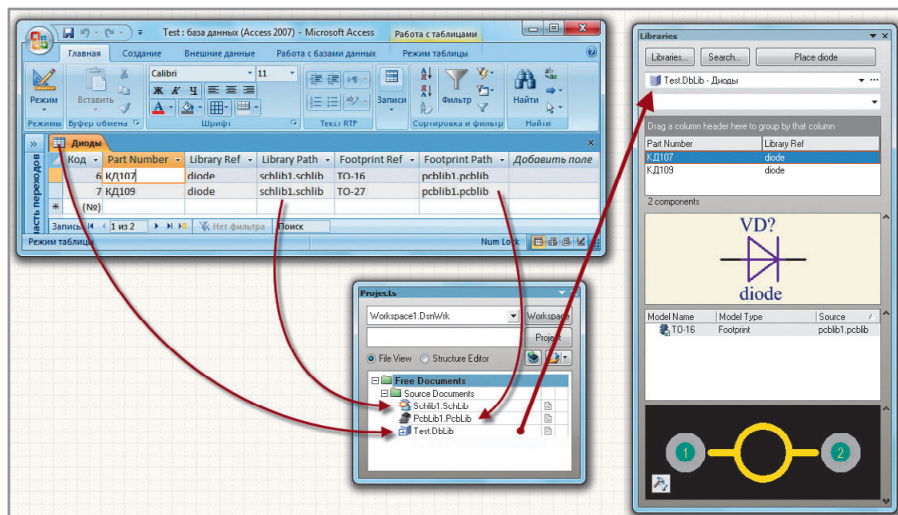 Test : база данных (Access 2007) - Microsoft Access
Работа с таблицами
Главная Создание Внешние данные Работа с базами данных Режим таблицы
Calibri 11
Режим Вставить Ж К Ч Записи Фильтр Найти
Режимы Буфер обмена Шрифт Текст RTF Сортировка и фильтр Найти
Диоды
Код Part Number Library Ref Library Path Footprint Ref Footprint Path Добавить поле
6 КД107 diode schlib1.schlib TO-16 pcblib1.pcblib
7 КД109 diode schlib1.schlib TO-27 pcblib1.pcblib
(№)
Запись: 1 из 2 Нет фильтра Поиск
Режим таблицы Num Lock
Projects
Workspace1.DsnWrk Workspace
Project
File View Structure Editor
Free Documents
Source Documents
Schlib1.SchLib
PcbLib1.PcbLib
Test.DbLib
Libraries
Libraries... Search... Place diode
Test.DbLib - Диоды
Drag a column header here to group by that column
Part Number Library Ref
КД107 diode
КД109 diode
2 components
VD?
diode
Model Name Model Type Source
TO-16 Footprint pcblib1.pcblib
1 2